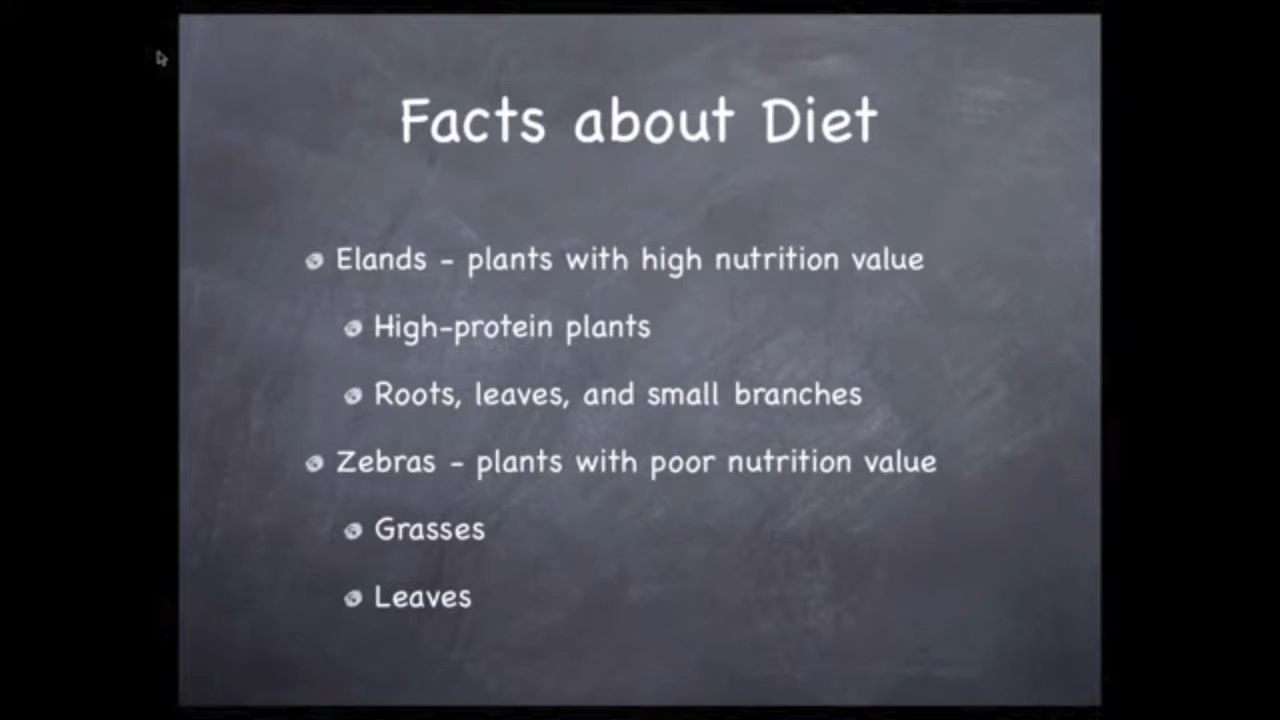 Facts about Diet
Elands - plants with high nutrition value
High-protein plants
Roots, leaves, and small branches
Zebras - plants with poor nutrition value
Grasses
Leaves